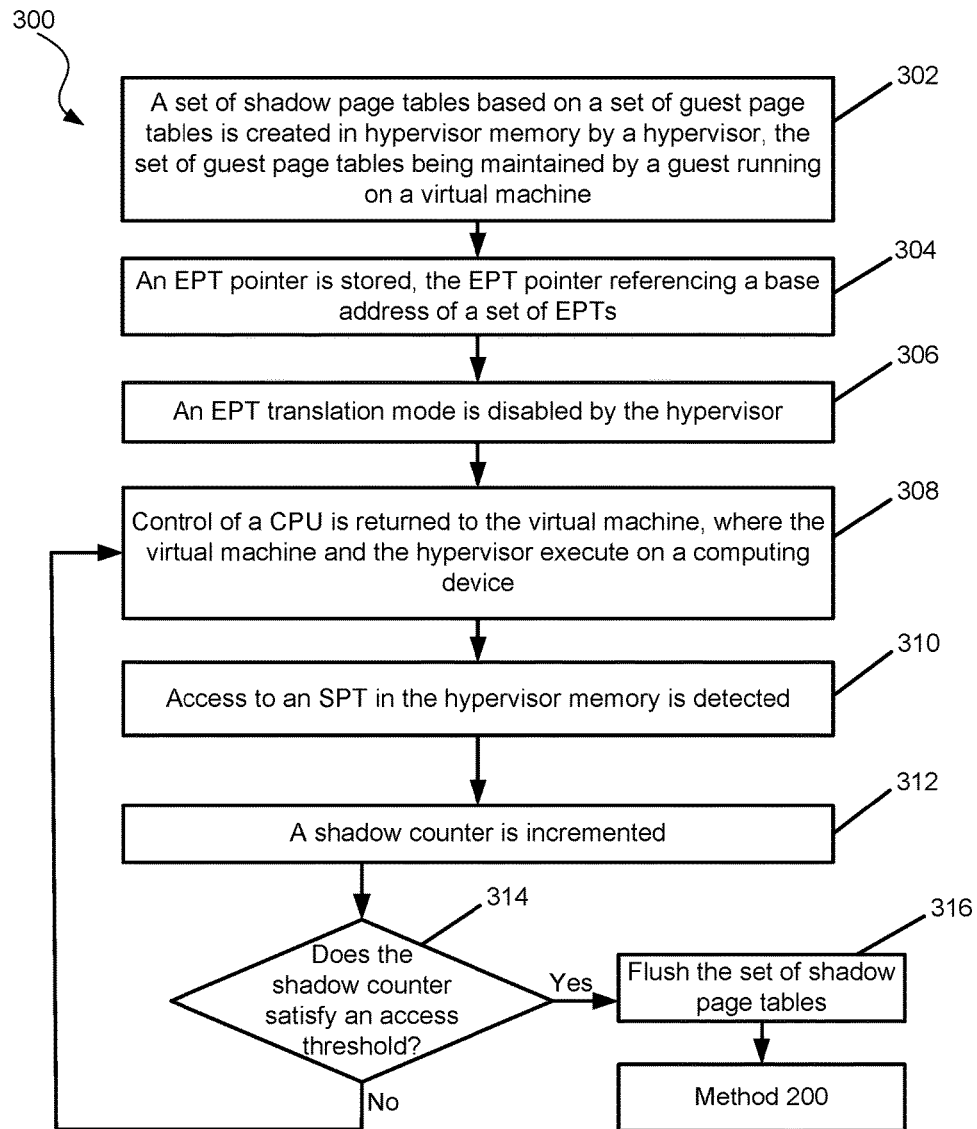 300
302
A set of shadow page tables based on a set of guest page
tables is created in hypervisor memory by a hypervisor, the
set of guest page tables being maintained by a guest running
on a virtual machine
304
An EPT pointer is stored, the EPT pointer referencing a base
address of a set of EPTs
306
An EPT translation mode is disabled by the hypervisor
308
Control of a CPU is returned to the virtual machine, where the
virtual machine and the hypervisor execute on a computing
device
310
Access to an SPT in the hypervisor memory is detected
312
A shadow counter is incremented
314
Does the
shadow counter
satisfy an access
threshold?
Yes
316
Flush the set of shadow
page tables
No
Method 200